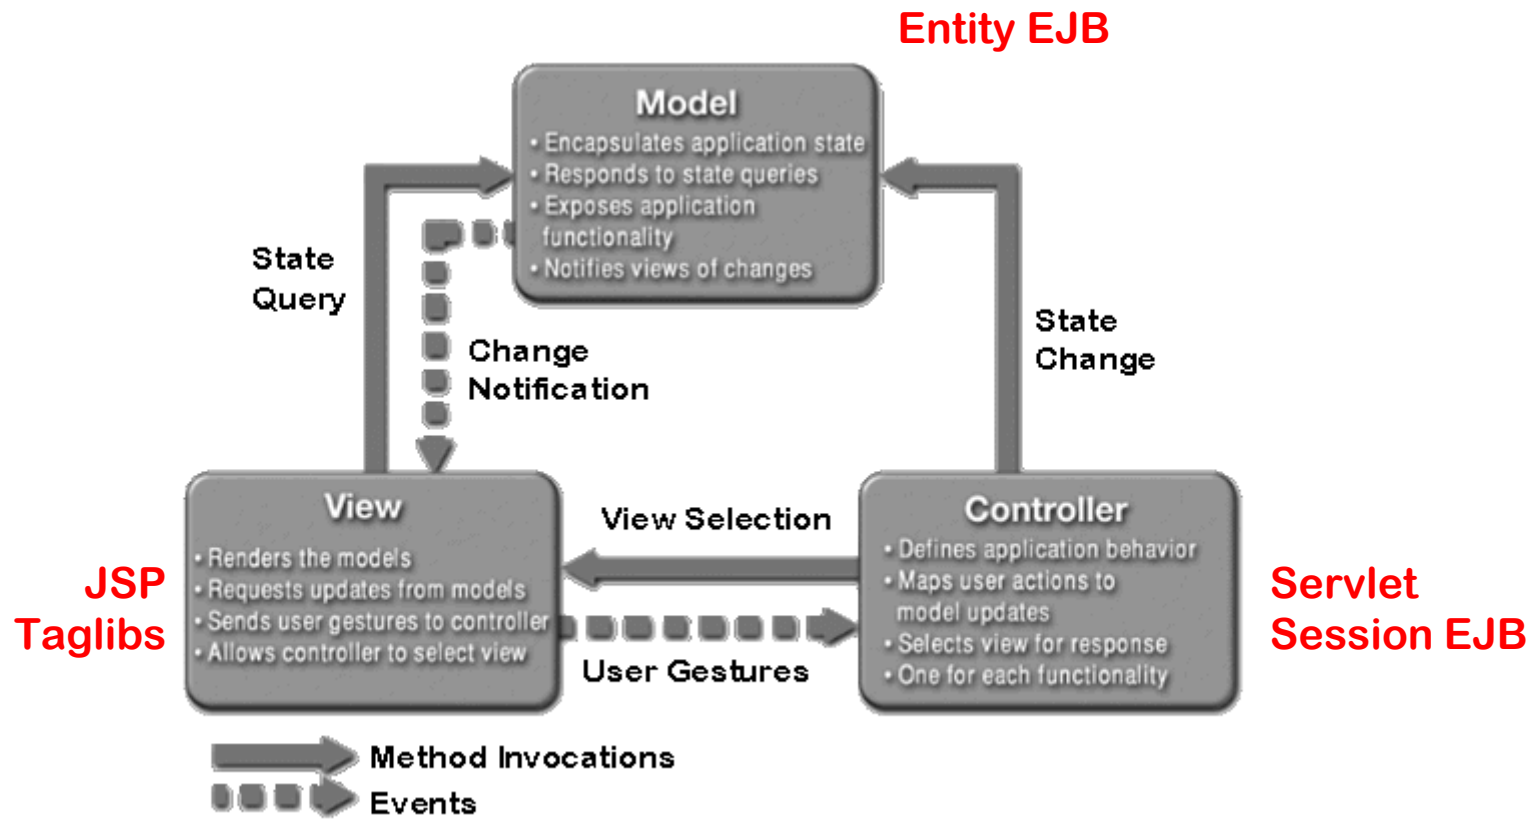 Entity EJB
Model
• Encapsulates application state
• Responds to state queries
• Exposes application
functionality
• Notifies views of changes
State
Query
Change
Notification
State
Change
View
• Renders the models
• Requests updates from models
• Sends user gestures to controller
• Allows controller to select view
JSP
Taglibs
View Selection
User Gestures
Controller
• Defines application behavior
• Maps user actions to
model updates
• Selects view for response
• One for each functionality
Servlet
Session EJB
Method Invocations
Events